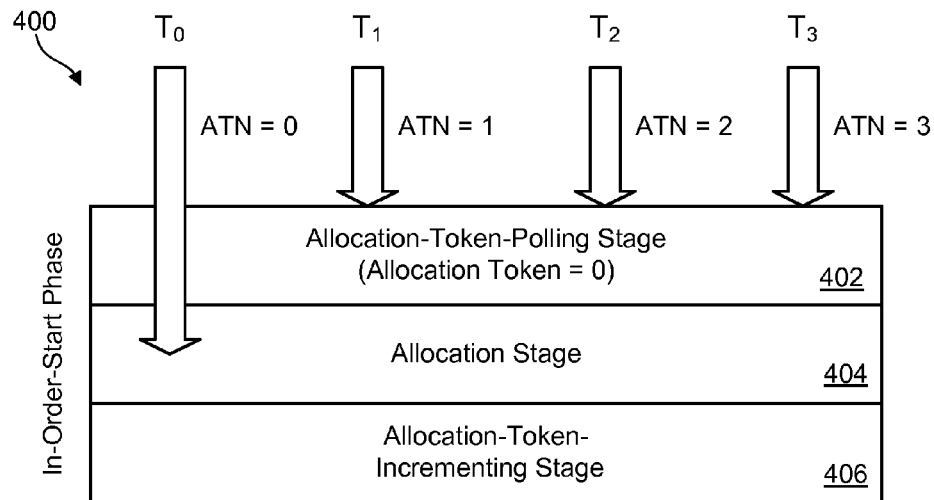 400
T0 T1 T2 T3
ATN = 0 ATN = 1 ATN = 2 ATN = 3
In-Order-Start Phase
Allocation-Token-Polling Stage
(Allocation Token = 0)
402
Allocation Stage
404
Allocation-Token-
Incrementing Stage
406